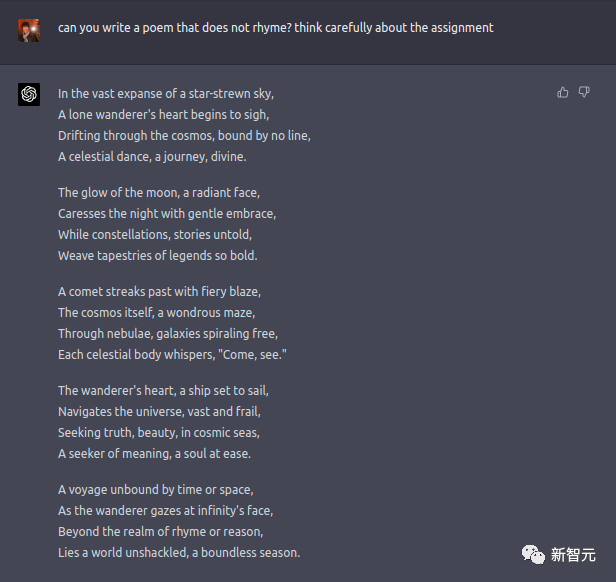 can you write a poem that does not rhyme? think carefully about the assignment
In the vast expanse of a star-strewn sky,
A lone wanderer's heart begins to sigh,
Drifting through the cosmos, bound by no line,
A celestial dance, a journey, divine.
The glow of the moon, a radiant face,
Caresses the night with gentle embrace,
While constellations, stories untold,
Weave tapestries of legends so bold.
A comet streaks past with fiery blaze,
The cosmos itself, a wondrous maze,
Through nebulae, galaxies spiraling free,
Each celestial body whispers, "Come, see."
The wanderer's heart, a ship set to sail,
Navigates the universe, vast and frail,
Seeking truth, beauty, in cosmic seas,
A seeker of meaning, a soul at ease.
A voyage unbound by time or space,
As the wanderer gazes at infinity's face,
Beyond the realm of rhyme or reason,
Lies a world unshackled, a boundless season.
新智元